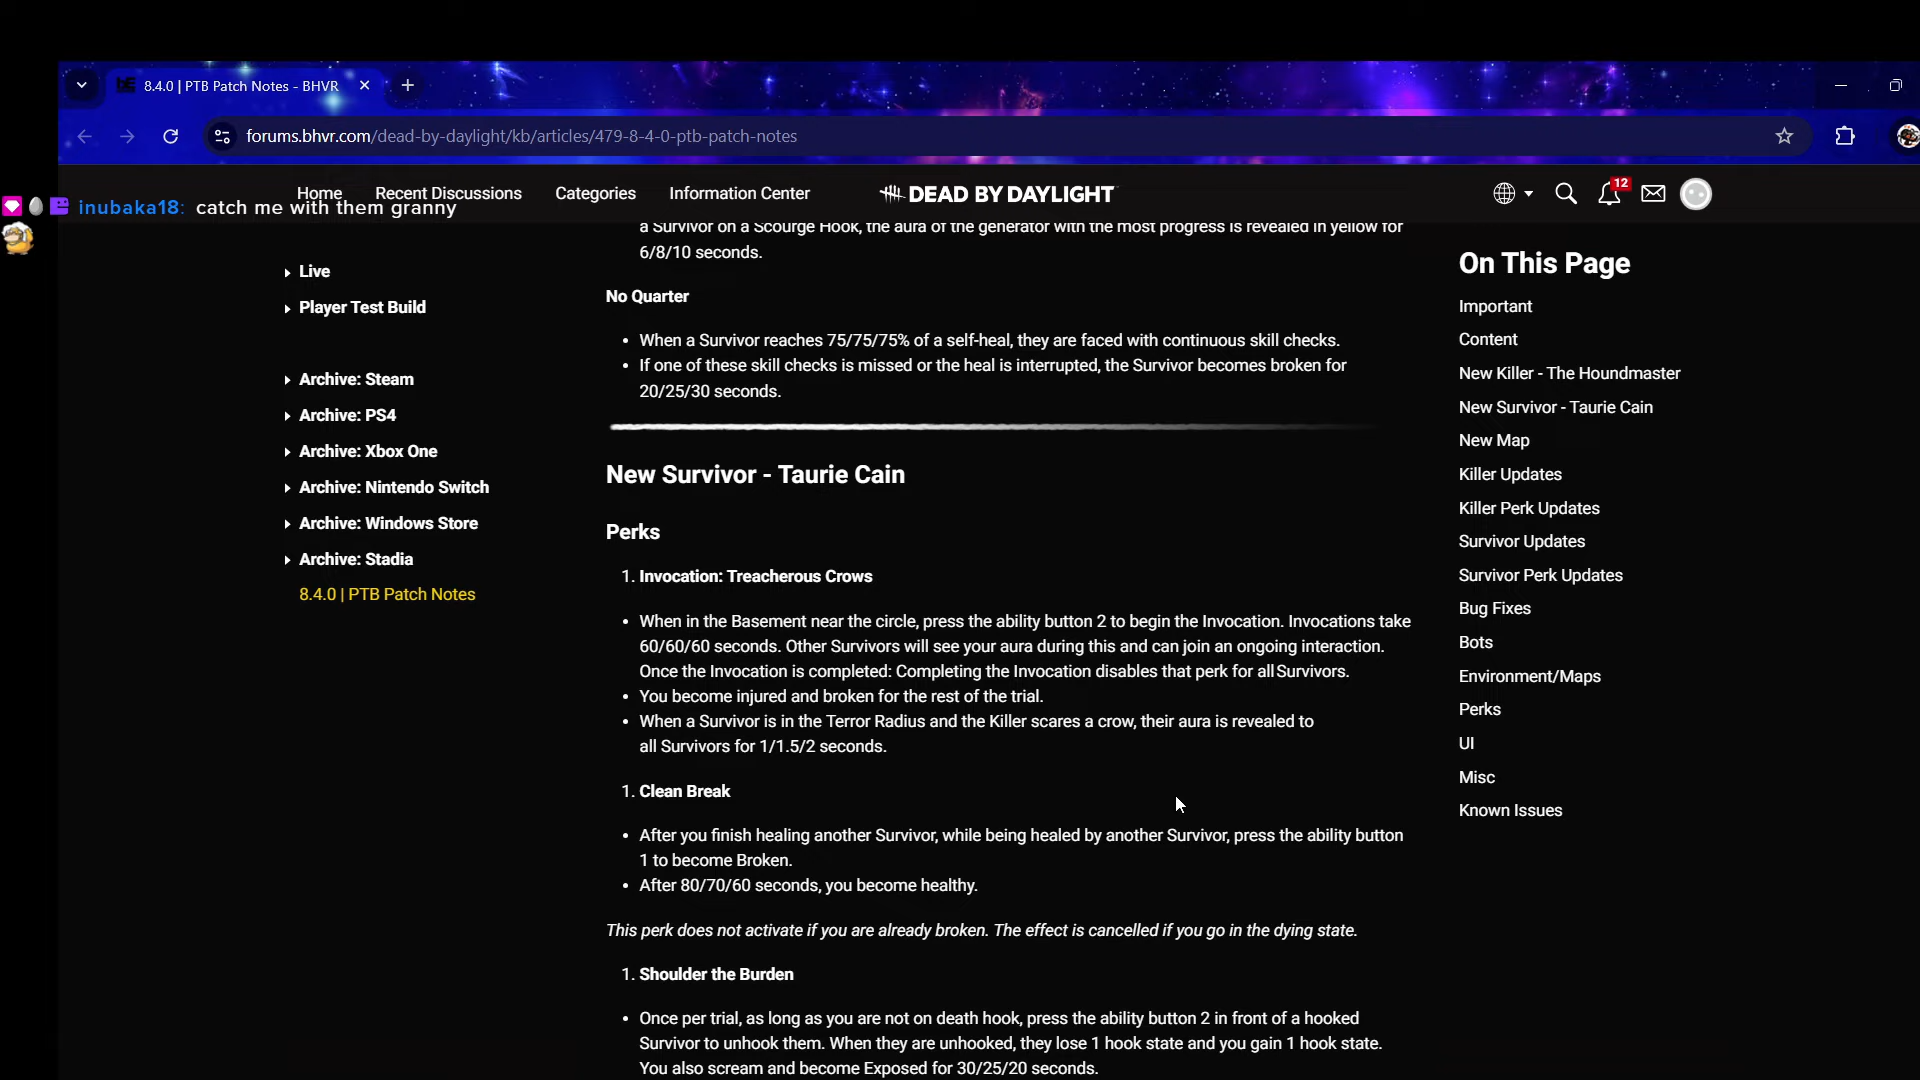 8.4.0 | PTB Patch Notes - BHVR
forums.bhvr.com/dead-by-daylight/kb/articles/479-8-4-0-ptb-patch-notes
Home Recent Discussions Categories Information Center DEAD BY DAYLIGHT 12
inubaka18: catch me with them granny
Live
Player Test Build
Archive: Steam
Archive: PS4
Archive: Xbox One
Archive: Nintendo Switch
Archive: Windows Store
Archive: Stadia
8.4.0 | PTB Patch Notes
a Survivor on a Scourge Hook, the aura of the generator with the most progress is revealed in yellow for
6/8/10 seconds.
No Quarter
• When a Survivor reaches 75/75/75% of a self-heal, they are faced with continuous skill checks.
• If one of these skill checks is missed or the heal is interrupted, the Survivor becomes broken for
20/25/30 seconds.
New Survivor - Taurie Cain
Perks
1. Invocation: Treacherous Crows
• When in the Basement near the circle, press the ability button 2 to begin the Invocation. Invocations take
60/60/60 seconds. Other Survivors will see your aura during this and can join an ongoing interaction.
Once the Invocation is completed: Completing the Invocation disables that perk for all Survivors.
• You become injured and broken for the rest of the trial.
• When a Survivor is in the Terror Radius and the Killer scares a crow, their aura is revealed to
all Survivors for 1/1.5/2 seconds.
1. Clean Break
• After you finish healing another Survivor, while being healed by another Survivor, press the ability button
1 to become Broken.
• After 80/70/60 seconds, you become healthy.
This perk does not activate if you are already broken. The effect is cancelled if you go in the dying state.
1. Shoulder the Burden
• Once per trial, as long as you are not on death hook, press the ability button 2 in front of a hooked
Survivor to unhook them. When they are unhooked, they lose 1 hook state and you gain 1 hook state.
You also scream and become Exposed for 30/25/20 seconds.
On This Page
Important
Content
New Killer - The Houndmaster
New Survivor - Taurie Cain
New Map
Killer Updates
Killer Perk Updates
Survivor Updates
Survivor Perk Updates
Bug Fixes
Bots
Environment/Maps
Perks
UI
Misc
Known Issues